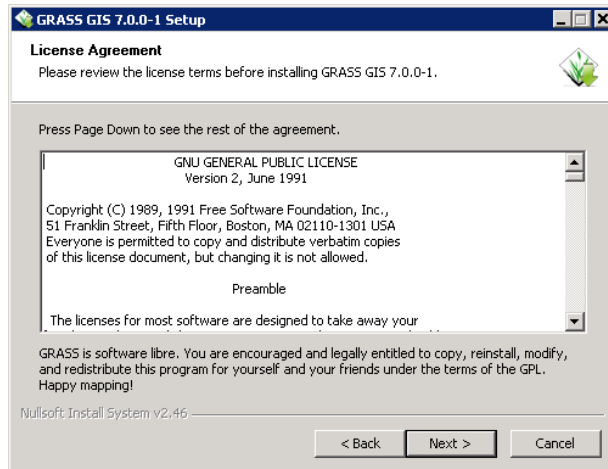 GRASS GIS 7.0.0-1 Setup
License Agreement
Please review the license terms before installing GRASS GIS 7.0.0-1.
Press Page Down to see the rest of the agreement.
GNU GENERAL PUBLIC LICENSE
Version 2, June 1991
Copyright (C) 1989, 1991 Free Software Foundation, Inc.,
51 Franklin Street, Fifth Floor, Boston, MA 02110-1301 USA
Everyone is permitted to copy and distribute verbatim copies
of this license document, but changing it is not allowed.
Preamble
The licenses for most software are designed to take away your
GRASS is software libre. You are encouraged and legally entitled to copy, reinstall, modify,
and redistribute this program for yourself and your friends under the terms of the GPL.
Happy mapping!
Nullsoft Install System v2.46
< Back
Next >
Cancel